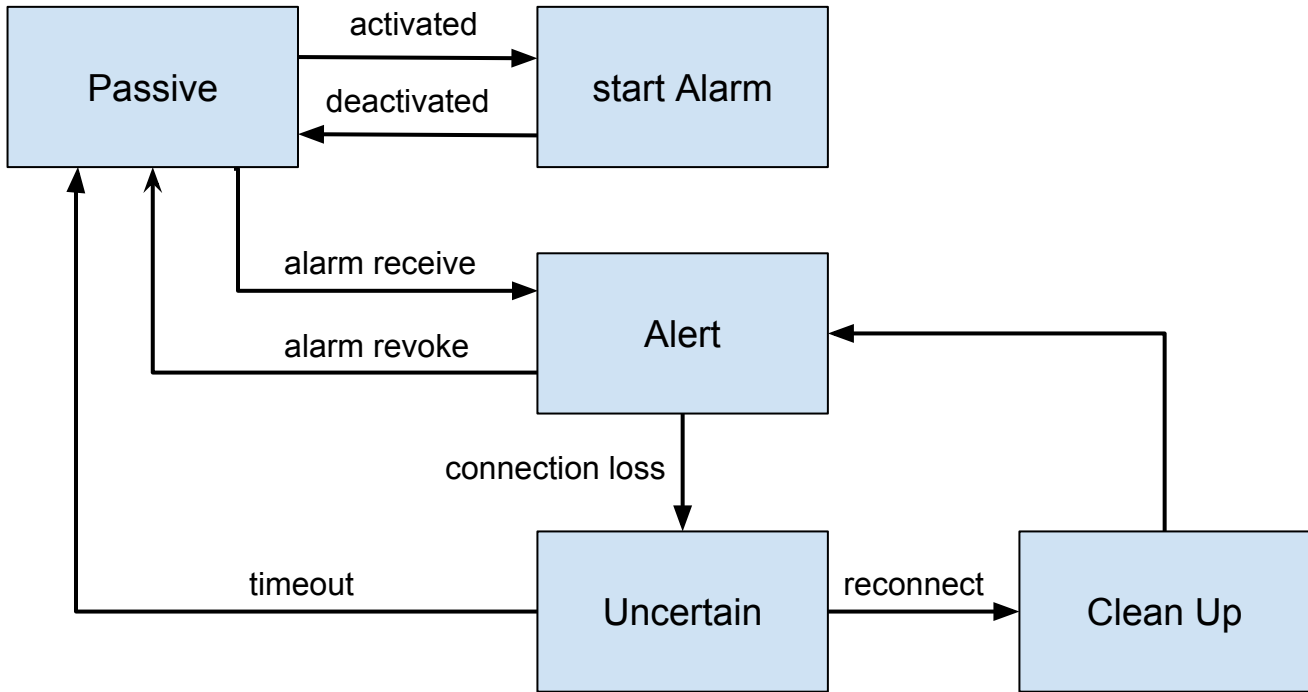 activated
Passive
start Alarm
deactivated
alarm receive
Alert
alarm revoke
connection loss
timeout
Uncertain
reconnect
Clean Up